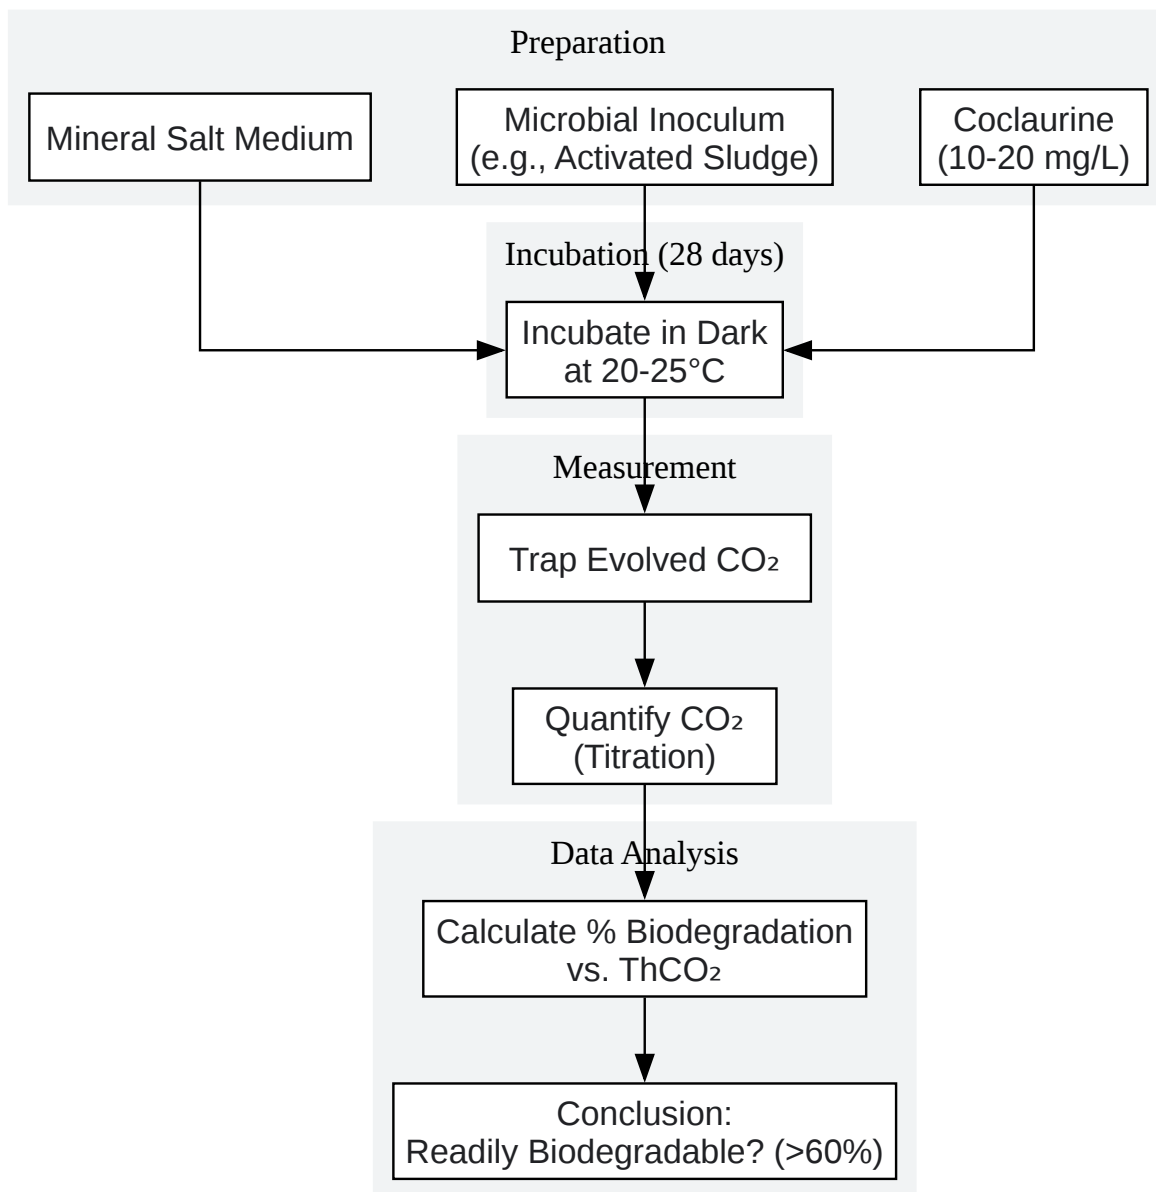 Preparation
Mineral Salt Medium
Microbial Inoculum
(e.g., Activated Sludge)
Coclaurine
(10-20 mg/L)
Incubation (28 days)
Incubate in Dark
at 20-25°C
Measurement
Trap Evolved CO₂
Quantify CO₂
(Titration)
Data Analysis
Calculate % Biodegradation
vs. ThCO₂
Conclusion:
Readily Biodegradable? (>60%)